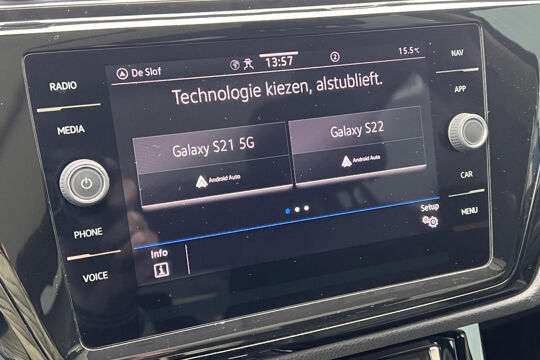 RADIO
MEDIA
PHONE
VOICE
De Slof
13:57
2
15.5°C
Technologie kiezen, alstublieft.
Galaxy S21 5G
Android Auto
Galaxy S22
Android Auto
Info
Setup
NAV
APP
CAR
MENU